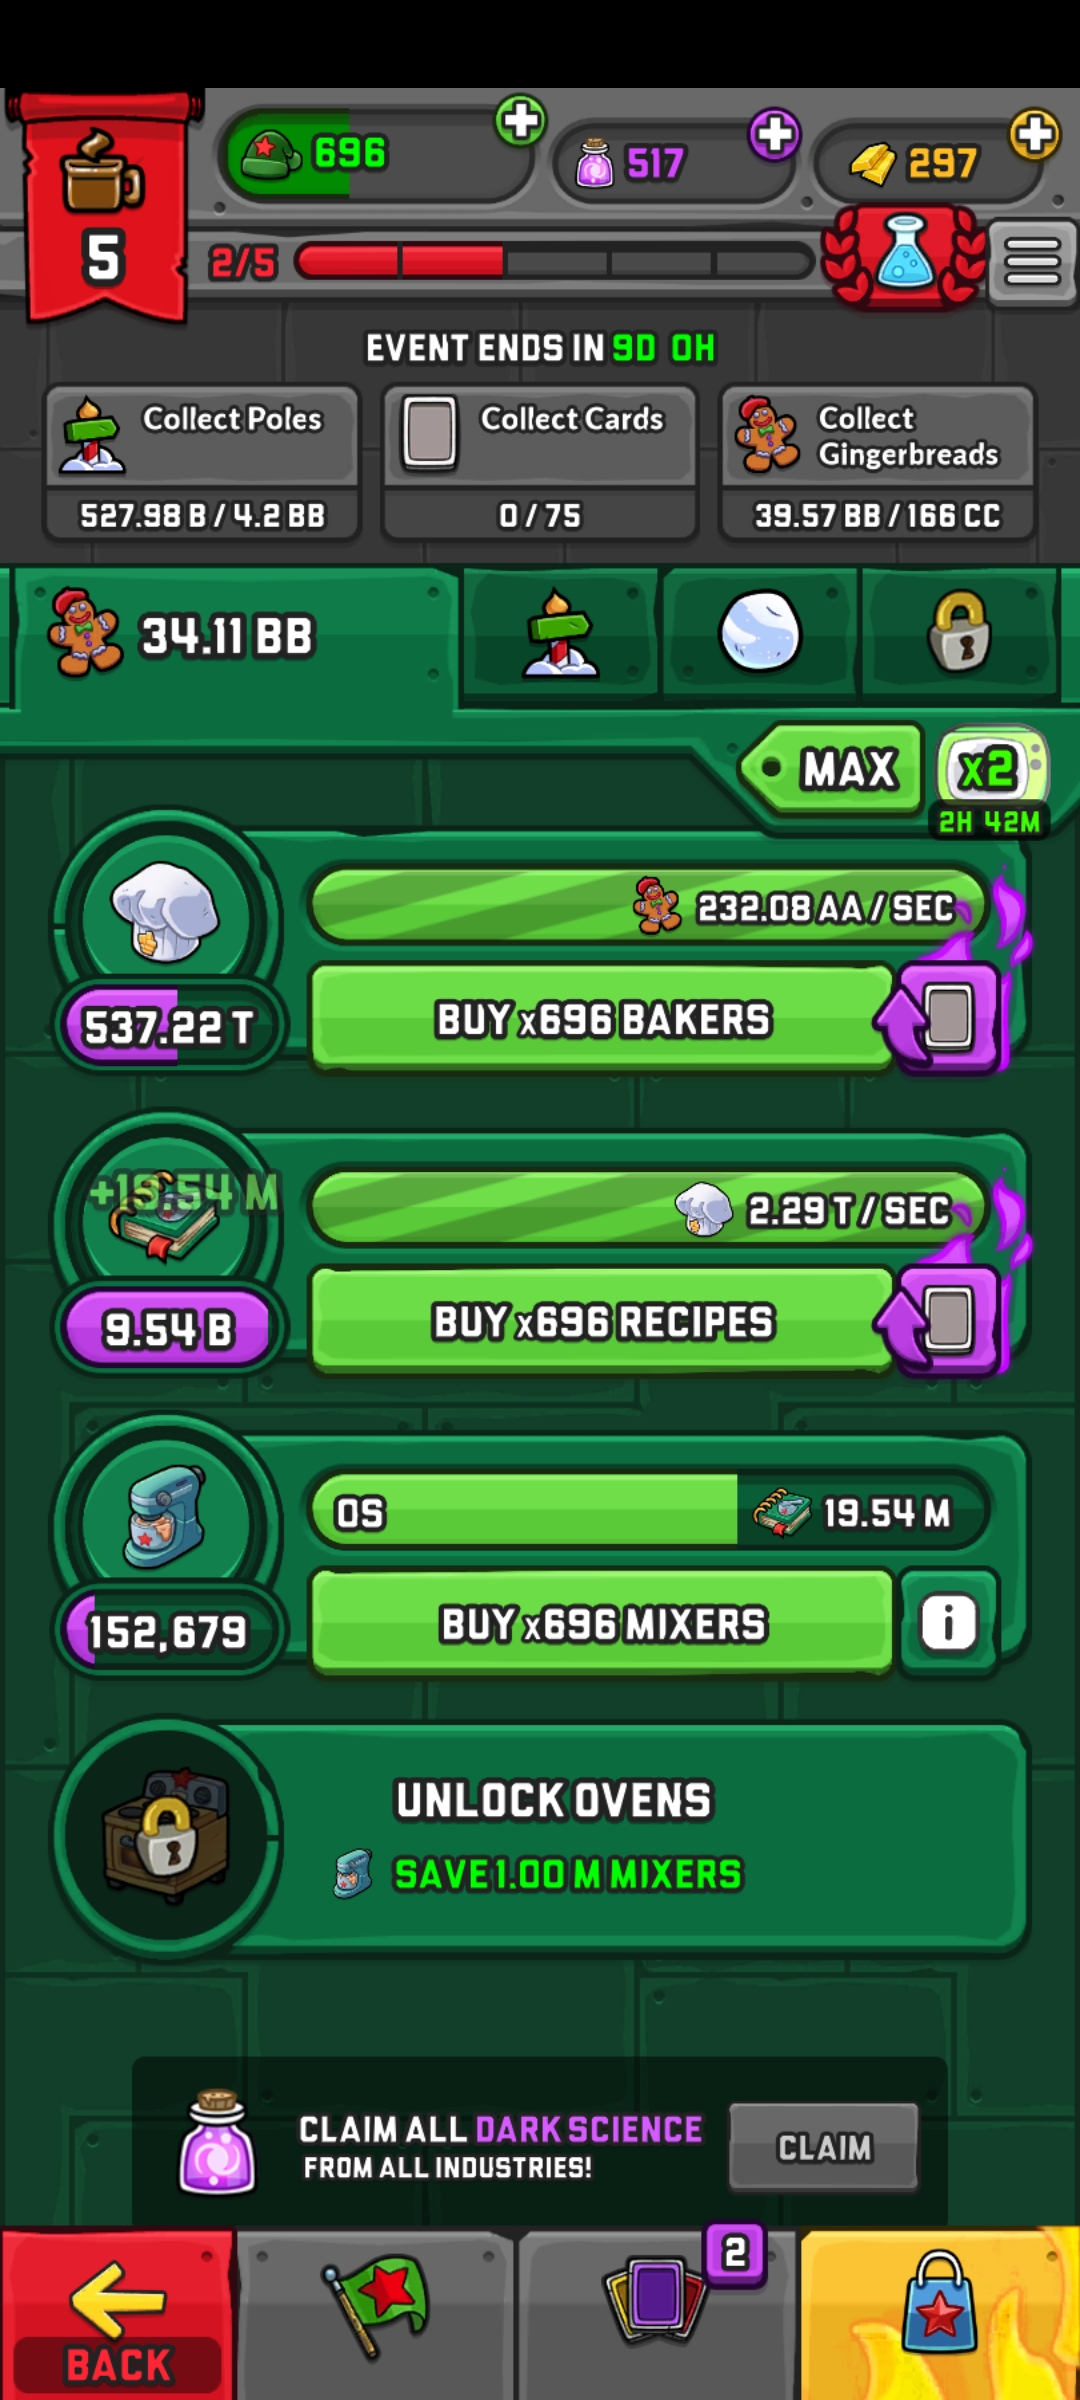 696
517
297
5
2/5
EVENT ENDS IN 9D 0H
Collect Poles
527.98 B / 4.2 BB
Collect Cards
0 / 75
Collect
Gingerbreads
39.57 BB / 166 CC
34.11 BB
MAX
x2
2H 42M
232.08 AA / SEC
537.22 T
BUY x696 BAKERS
+19.54 M
2.29 T / SEC
9.54 B
BUY x696 RECIPES
0S
19.54 M
152,679
BUY x696 MIXERS
i
UNLOCK OVENS
SAVE 1.00 M MIXERS
CLAIM ALL DARK SCIENCE
FROM ALL INDUSTRIES!
CLAIM
2
BACK